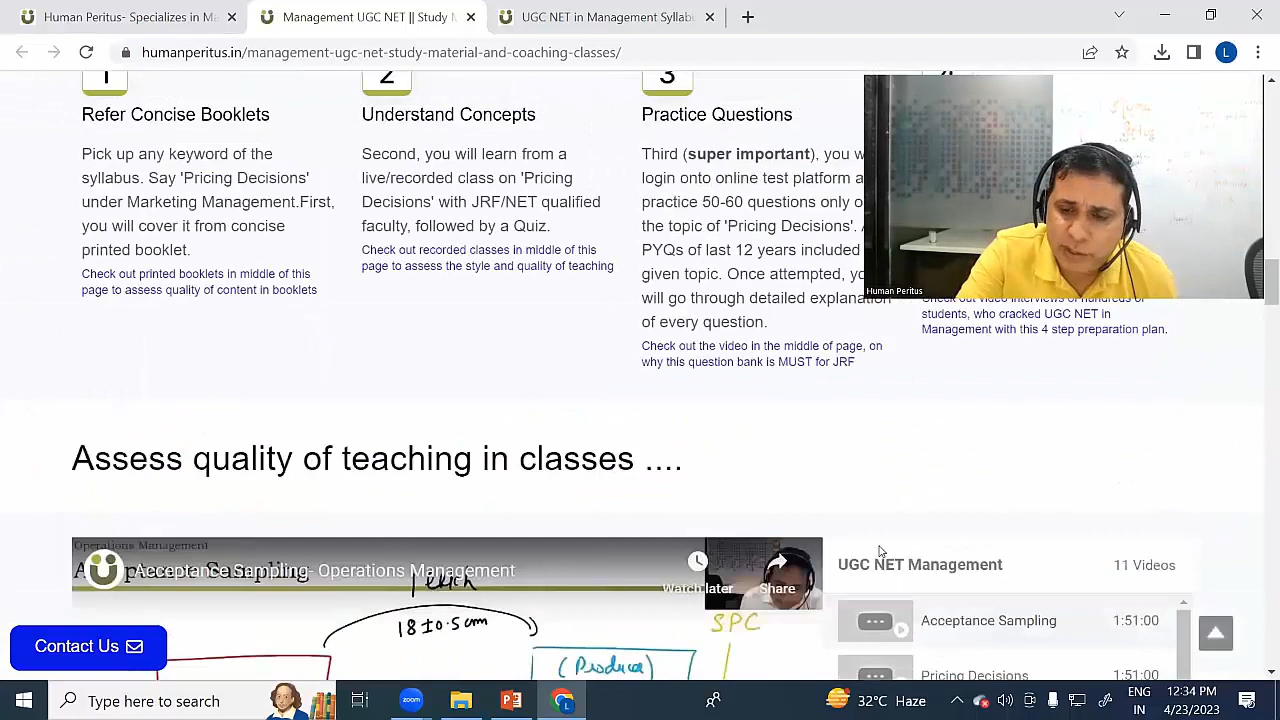 Human Peritus- Specializes in M
Management UGC NET || Study M
UGC NET in Management Syllab
humanperitus.in/management-ugc-net-study-material-and-coaching-classes/
L
1
2
3
Refer Concise Booklets
Pick up any keyword of the
syllabus. Say 'Pricing Decisions'
under Marketing Management.First,
you will cover it from concise
printed booklet.
Check out printed booklets in middle of this
page to assess quality of content in booklets
Understand Concepts
Second, you will learn from a
live/recorded class on 'Pricing
Decisions' with JRF/NET qualified
faculty, followed by a Quiz.
Check out recorded classes in middle of this
page to assess the style and quality of teaching
Practice Questions
Third (super important), you w
login onto online test platform a
practice 50-60 questions only o
the topic of 'Pricing Decisions'.
PYQs of last 12 years included
given topic. Once attempted, yo
will go through detailed explanation
of every question.
Check out the video in the middle of page, on
why this question bank is MUST for JRF
Human Peritus
Check out video interviews of hundreds of
students, who cracked UGC NET in
Management with this 4 step preparation plan.
Assess quality of teaching in classes ....
Operations Management
Acceptance Sampling
Acceptance Sampling- Operations Management
Watch later
Share
18±0.5cm
(Produce)
SPC
UGC NET Management
11 Videos
Acceptance Sampling
1:51:00
Pricing Decisions
1:51:00
Contact Us
Type here to search
zoom
32°C Haze
ENG
IN
12:34 PM
4/23/2023